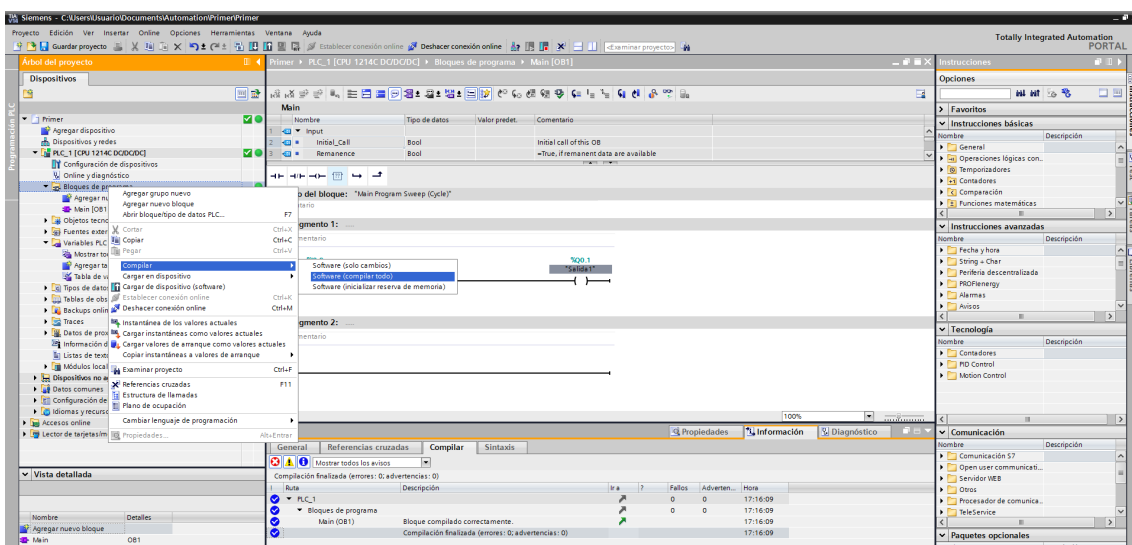 Siemens - C:\Users\Usuario\Documents\Automation\Primer\Primer
Proyecto Edición Ver Insertar Online Opciones Herramientas Ventana Ayuda
Guardar proyecto Establecer conexión online Deshacer conexión online <Examinar proyecto>
Totally Integrated Automation
PORTAL
Árbol del proyecto
Dispositivos
Programación PLC
Primer
Agregar dispositivo
Dispositivos y redes
PLC_1 [CPU 1214C DC/DC/DC]
Configuración de dispositivos
Online y diagnóstico
Bloques de programa
Agregar nu
Main [OB1
Objetos tecno
Fuentes exter
Variables PLC
Mostrar to
Agregar ta
Tabla de va
Tipos de datos
Tablas de obs
Backups onlin
Traces
Datos de prox
Información d
Listas de texto
Módulos local
Dispositivos no a
Datos comunes
Configuración de
Idiomas y recurso
Accesos online
Lector de tarjetas/m
Vista detallada
Nombre Detalles
Agregar nuevo bloque
Main OB1
Agregar grupo nuevo
Agregar nuevo bloque
Abrir bloque/tipo de datos PLC... F7
Cortar Ctrl+X
Copiar Ctrl+C
Pegar Ctrl+V
Compilar
Cargar en dispositivo
Cargar de dispositivo (software)
Establecer conexión online Ctrl+K
Deshacer conexión online Ctrl+M
Instantánea de los valores actuales
Cargar instantáneas como valores actuales
Cargar valores de arranque como valores actuales
Copiar instantáneas a valores de arranque
Examinar proyecto Ctrl+F
Referencias cruzadas F11
Estructura de llamadas
Plano de ocupación
Cambiar lenguaje de programación
Propiedades... Alt+Entrar
Software (solo cambios)
Software (compilar todo)
Software (inicializar reserva de memoria)
Primer PLC_1 [CPU 1214C DC/DC/DC] Bloques de programa Main [OB1]
Main
Nombre Tipo de datos Valor predet. Comentario
1 Input
2 Initial_Call Bool Initial call of this OB
3 Remanence Bool =True, if remanent data are available
o del bloque: "Main Program Sweep (Cycle)"
ntario
gmento 1: ....
mentario
%Q0.1
"Salida1"
gmento 2: ....
mentario
100%
Propiedades Información Diagnóstico
General Referencias cruzadas Compilar Sintaxis
Mostrar todos los avisos
Compilación finalizada (errores: 0; advertencias: 0)
! Ruta Descripción Ir a ? Fallos Adverten... Hora
PLC_1 0 0 17:16:09
Bloques de programa 0 0 17:16:09
Main (OB1) Bloque compilado correctamente. 17:16:09
Compilación finalizada (errores: 0; advertencias: 0) 17:16:09
Instrucciones
Opciones
Favoritos
Instrucciones básicas
Nombre Descripción
General
Operaciones lógicas con..
Temporizadores
Contadores
Comparación
Funciones matemáticas
Instrucciones avanzadas
Nombre Descripción
Fecha y hora
String + Char
Periferia descentralizada
PROFIenergy
Alarmas
Avisos
Tecnología
Nombre Descripción
Contadores
PID Control
Motion Control
Comunicación
Nombre Descripción
Comunicación S7
Open user communicati...
Servidor WEB
Otros
Procesador de comunica..
TeleService
Paquetes opcionales